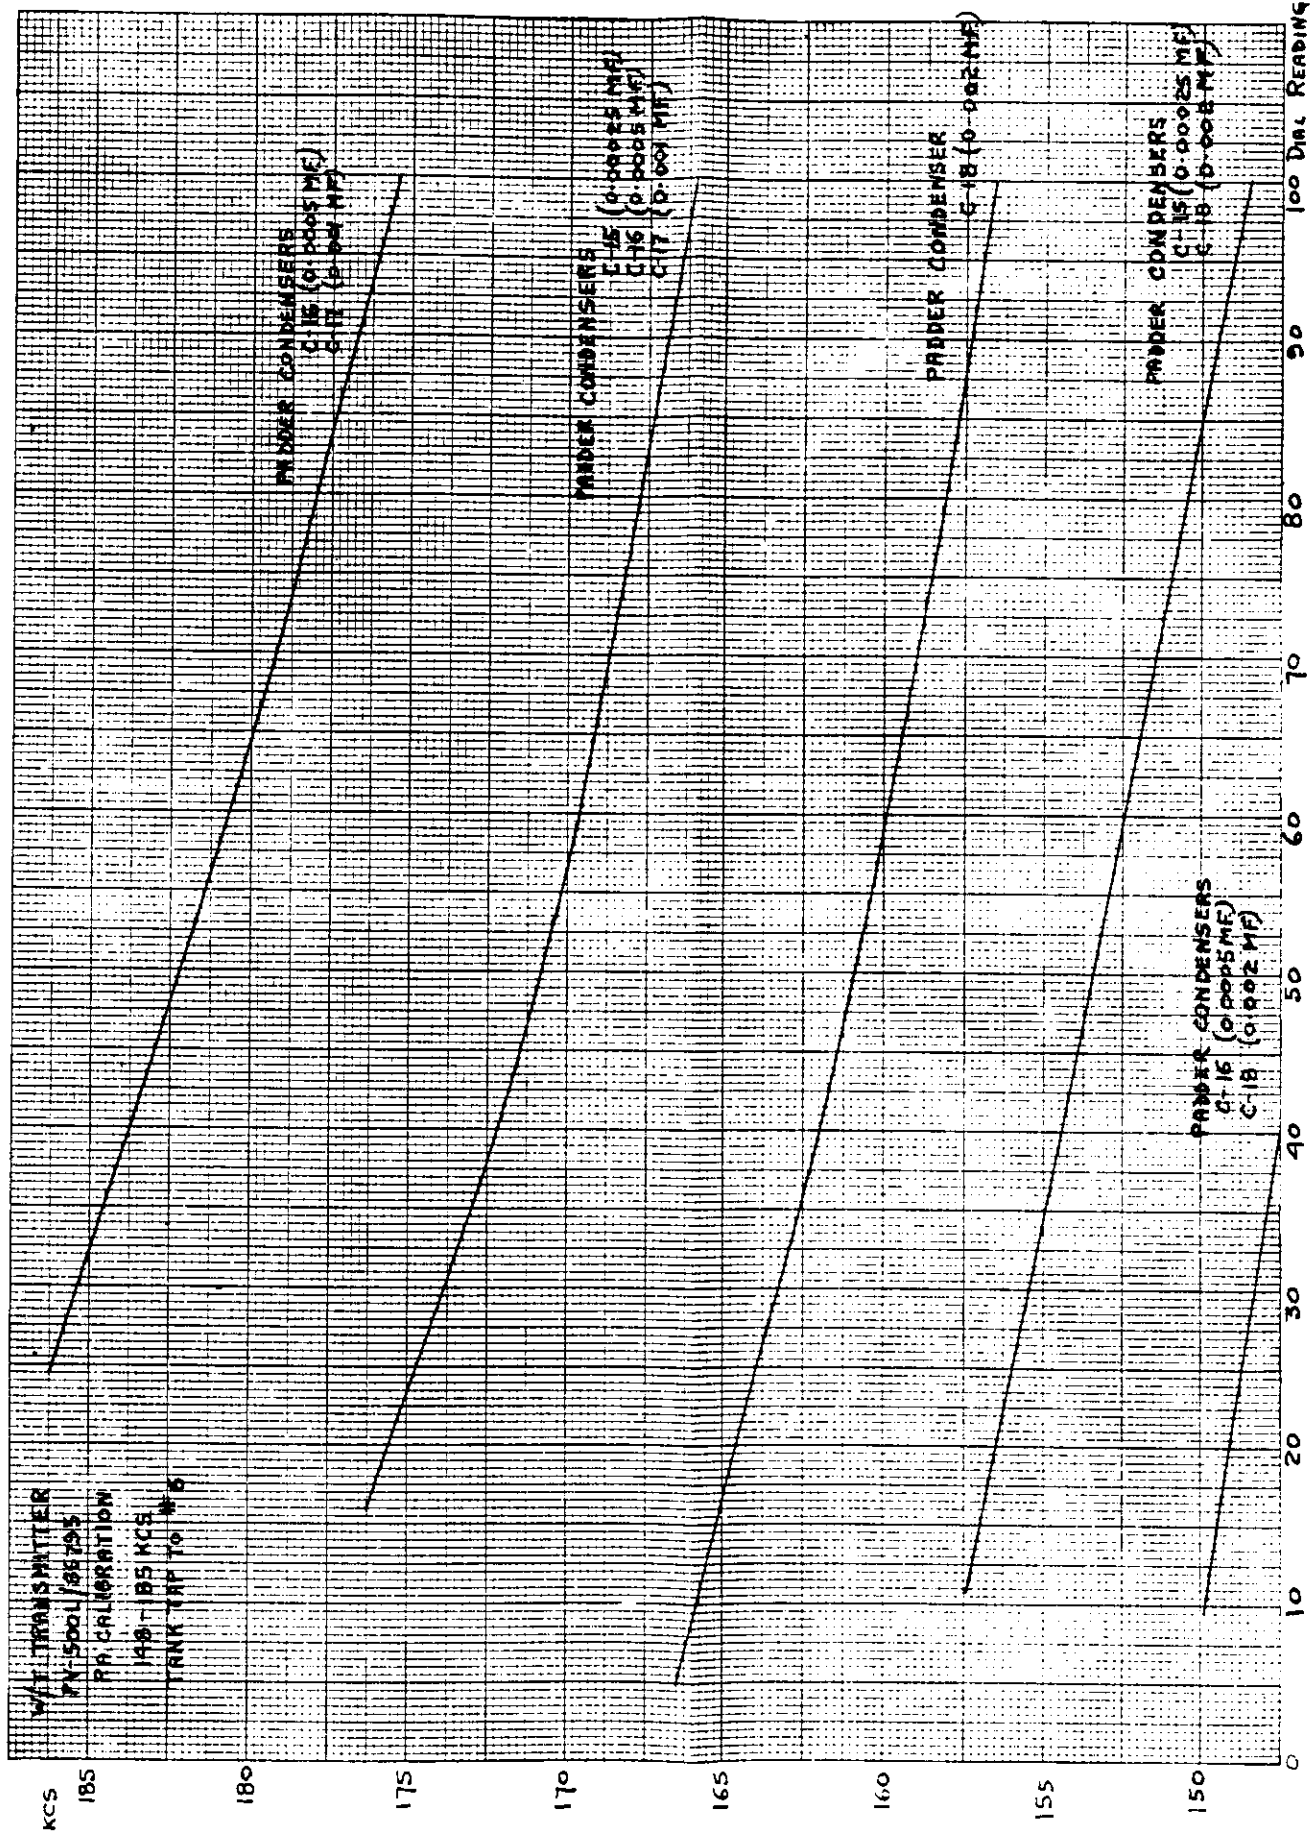 W/T TRANSMITTER
PV-500L/86795
PA CALIBRATION
148-185 KCS
TANK TAP TO #6
KCS
185
180
175
170
165
160
155
150
PADDER CONDENSERS
C-16 (0.0005 MF)
C-17 (0.001 MF)
PADDER CONDENSERS
C-15 (0.00025 MF)
C-16 (0.0005 MF)
C-17 (0.001 MF)
PADDER CONDENSER
C-18 (0.002 MF)
PADDER CONDENSERS
C-15 (0.00025 MF)
C-18 (0.002 MF)
PADDER CONDENSERS
C-16 (0.0005 MF)
C-18 (0.002 MF)
0 10 20 30 40 50 60 70 80 90 100 DIAL READING